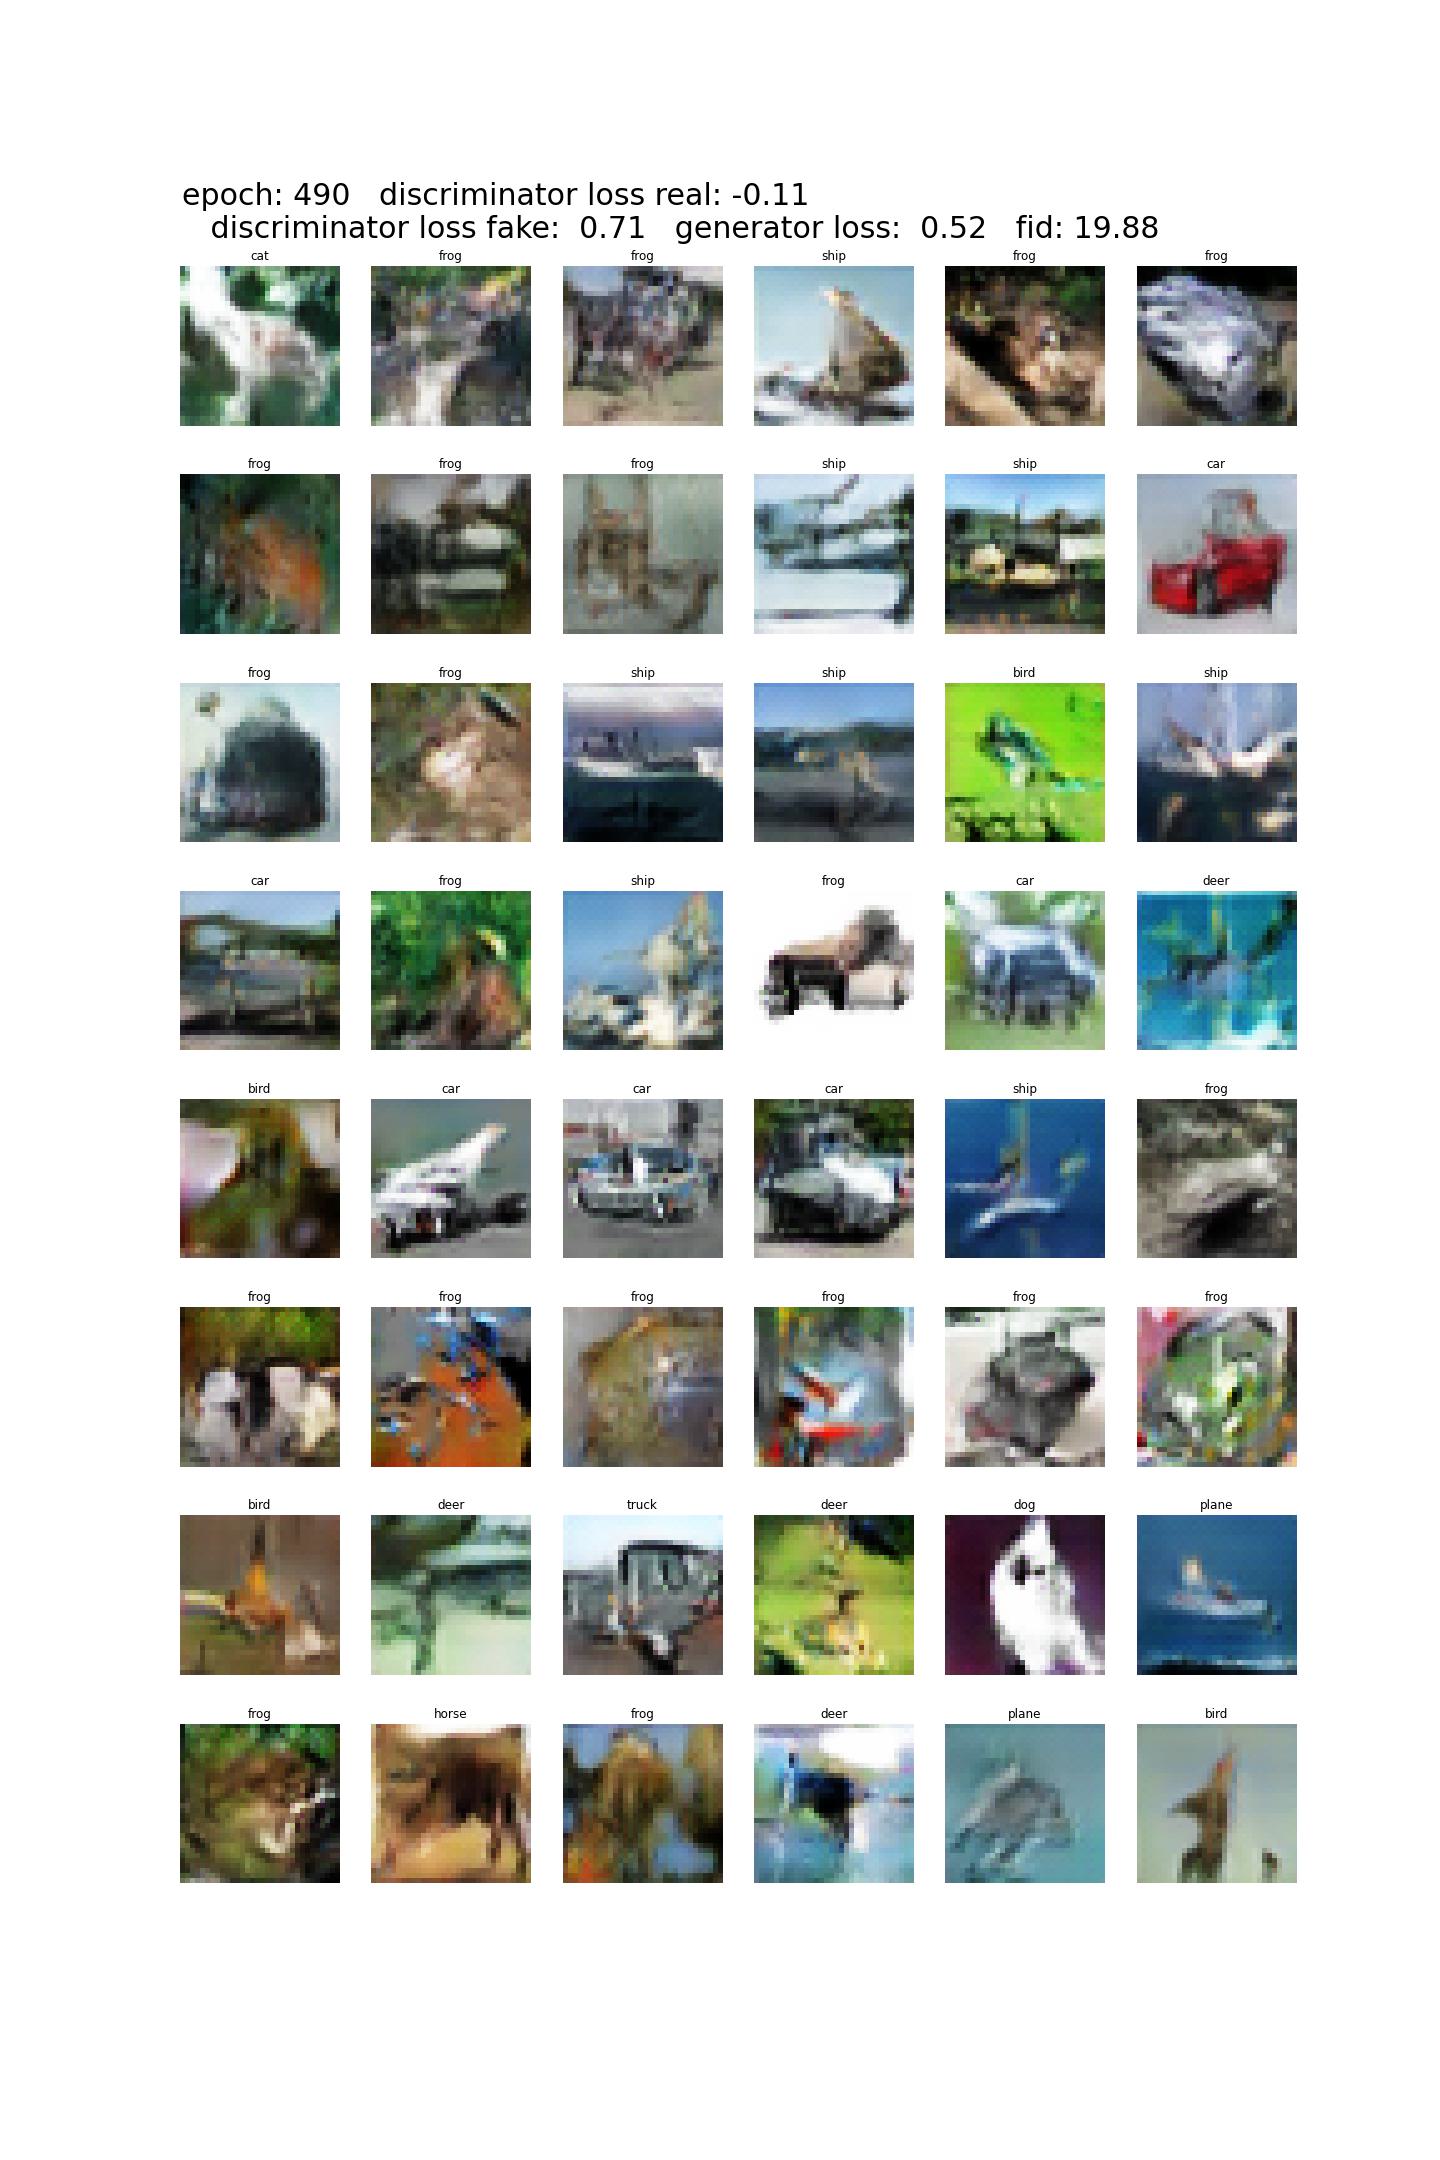 epoch: 490   discriminator loss real: -0.11
discriminator loss fake:  0.71   generator loss:  0.52   fid: 19.88
cat frog frog ship frog frog
frog frog frog ship ship car
frog frog ship ship bird ship
car frog ship frog car deer
bird car car car ship frog
frog frog frog frog frog frog
bird deer truck deer dog plane
frog horse frog deer plane bird